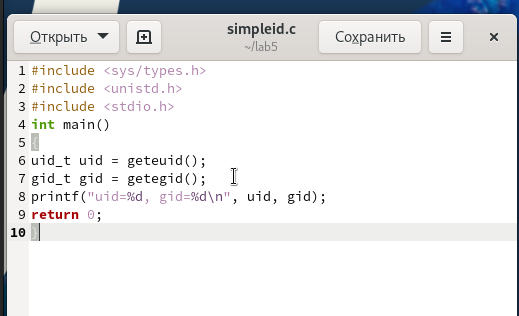 Открыть
simpleid.c
~/lab5
Сохранить
1 #include <sys/types.h>
2 #include <unistd.h>
3 #include <stdio.h>
4 int main()
5 {
6 uid_t uid = geteuid();
7 gid_t gid = getegid();
8 printf("uid=%d, gid=%d\n", uid, gid);
9 return 0;
10 }